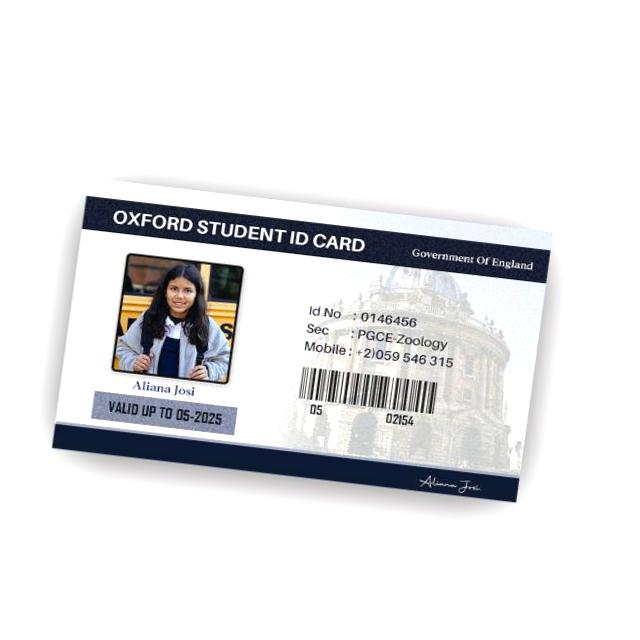 OXFORD STUDENT ID CARD
Government Of England
Id No : 0146456
Sec : PGCE-Zoology
Mobile : +2)059 546 315
Aliana Josi
VALID UP TO 05-2025
05 02154
Aliana Josi